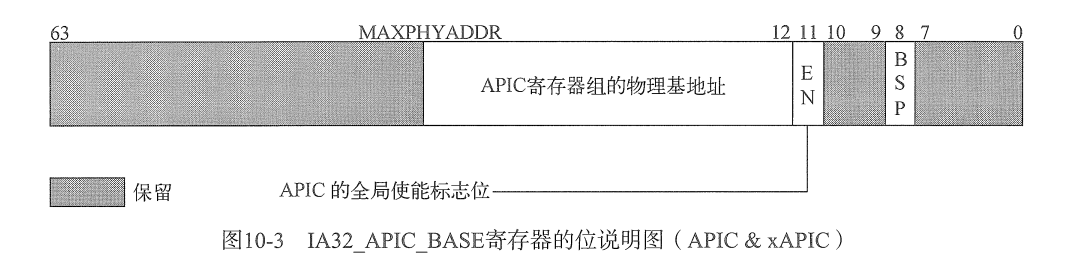 63 MAXPHYADDR 12 11 10 9 8 7 0
APIC寄存器组的物理基地址
EN
BSP
保留
APIC 的全局使能标志位
图10-3 IA32_APIC_BASE寄存器的位说明图（APIC & xAPIC）